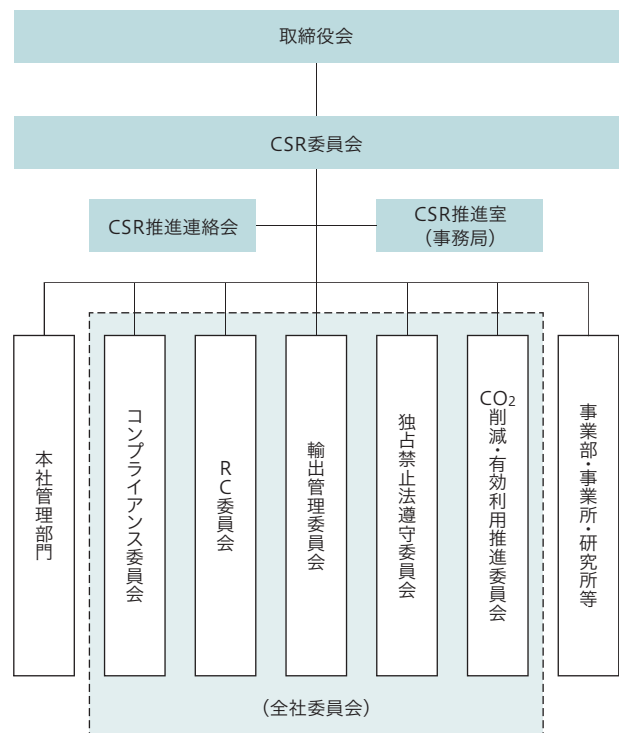 取締役会
CSR委員会
CSR推進連絡会
CSR推進室
（事務局）
本社管理部門
コンプライアンス委員会
RC委員会
輸出管理委員会
独占禁止法遵守委員会
CO₂削減・有効利用推進委員会
事業部・事業所・研究所等
（全社委員会）